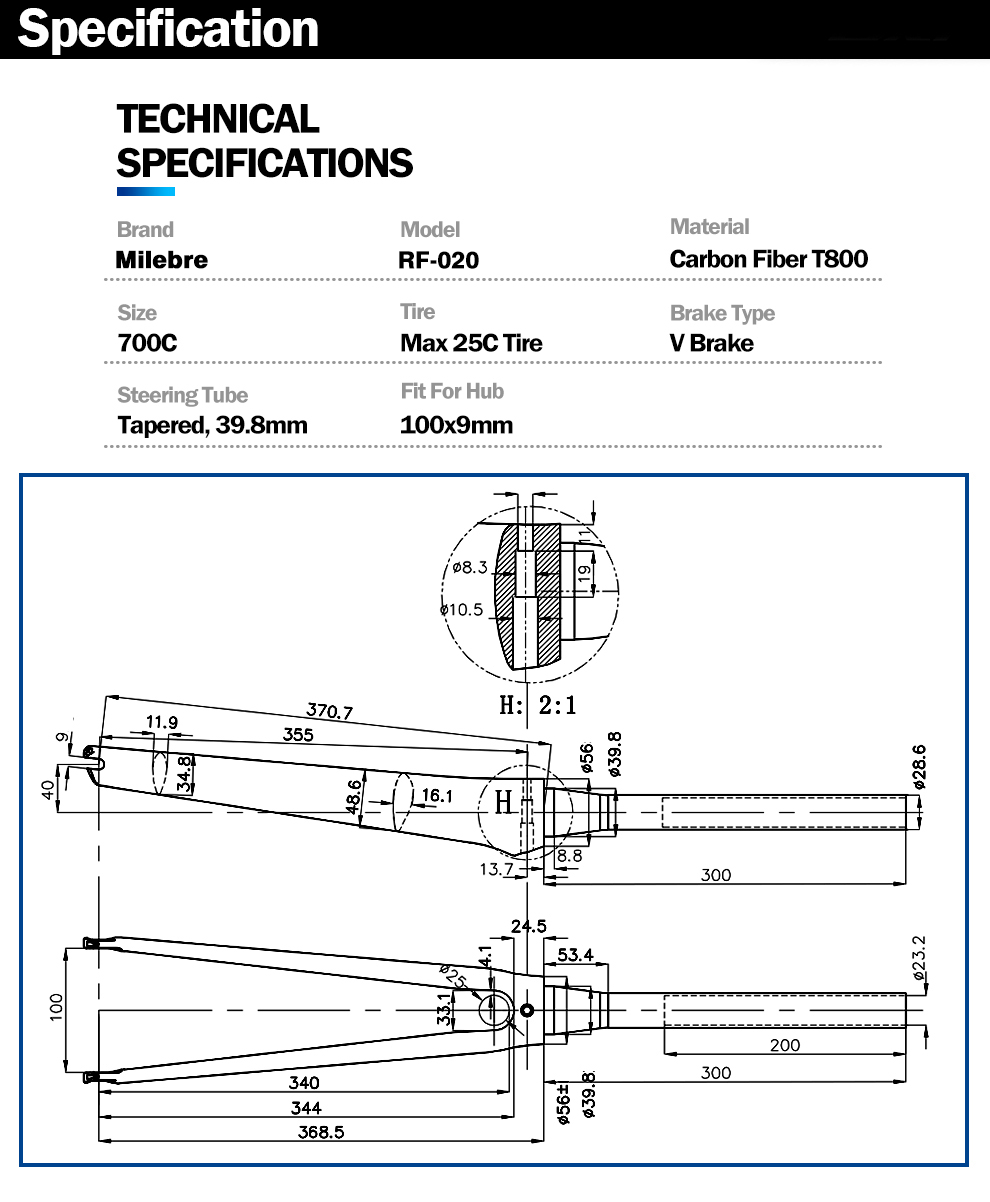 Specification
TECHNICAL
SPECIFICATIONS
Brand
Model
Material
Milebre
RF-020
Carbon Fiber T800
Size
Tire
Brake Type
700C
Max 25C Tire
V Brake
Steering Tube
Fit For Hub
Tapered, 39.8mm
100x9mm
11
ø8.3
19
ø10.5
H: 2:1
370.7
11.9
355
9
34.8
40
48.6
16.1
H
ø56
ø39.8
ø28.6
13.7
8.8
300
24.5
4.1
53.4
ø25
33.1
ø23.2
100
200
300
340
344
368.5
ø56±
ø39.8